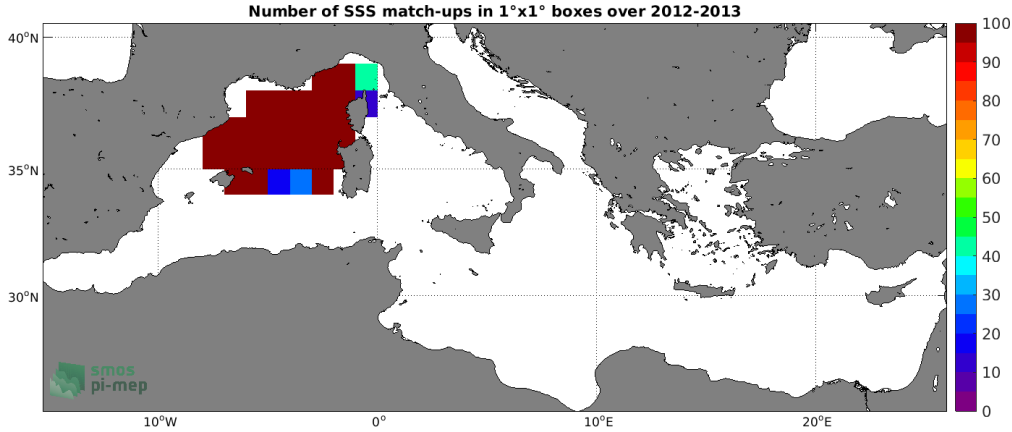 Number of SSS match-ups in 1°x1° boxes over 2012-2013
40°N
35°N
30°N
10°W
0°
10°E
20°E
100
90
80
70
60
50
40
30
20
10
0
smos
pi-mep